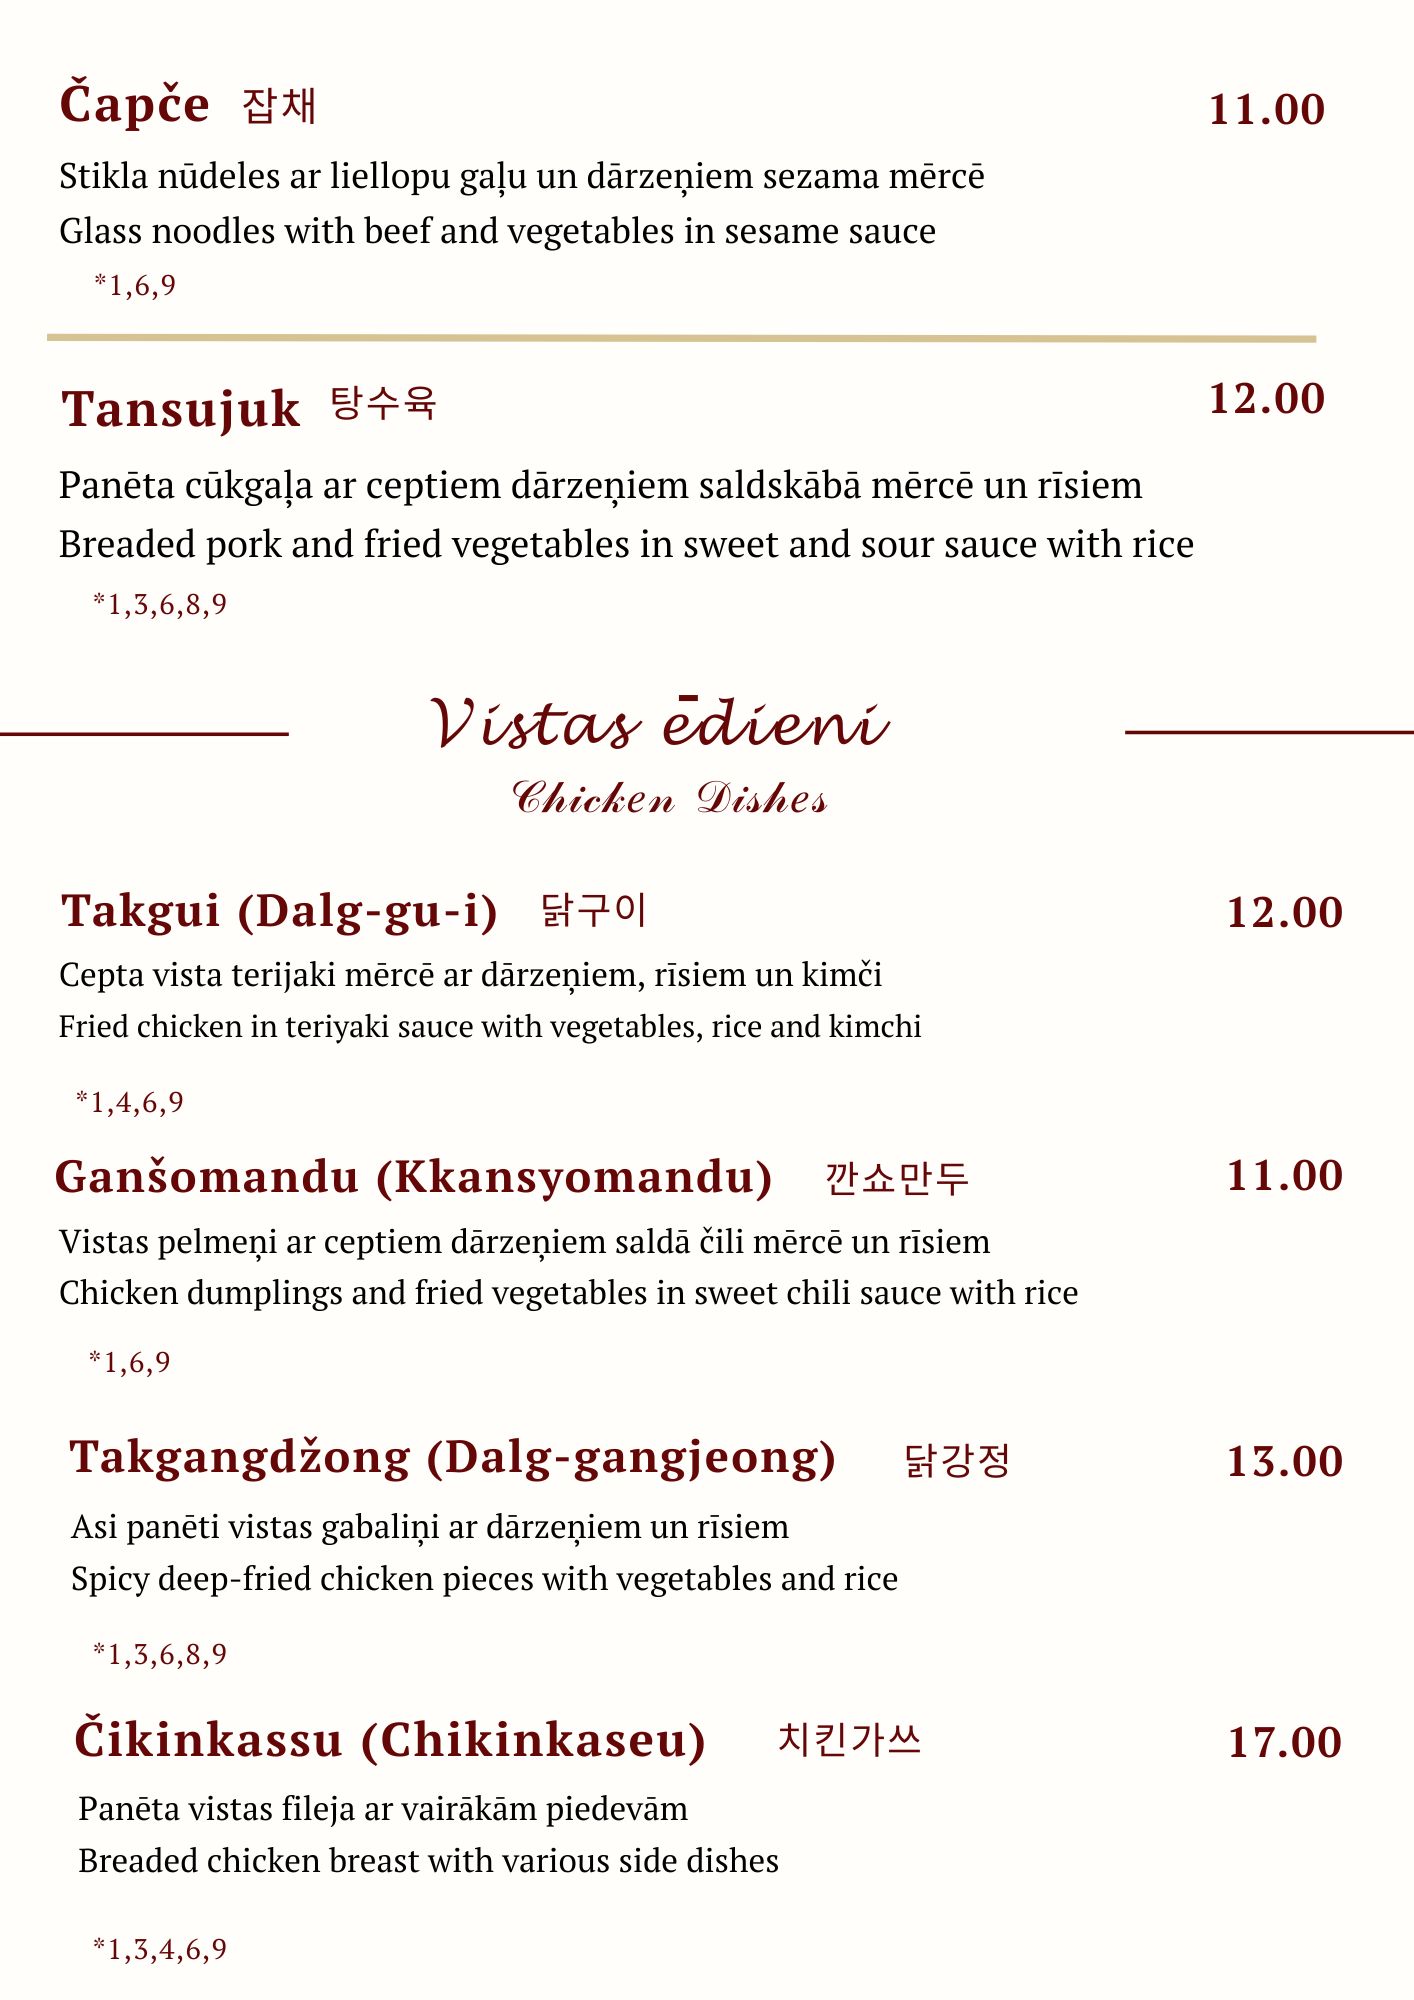 Čapče 잡채 11.00
Stikla nūdeles ar liellopu gaļu un dārzeņiem sezama mērcē
Glass noodles with beef and vegetables in sesame sauce
*1,6,9
Tansujuk 탕수육 12.00
Panēta cūkgaļa ar ceptiem dārzeņiem saldskābā mērcē un rīsiem
Breaded pork and fried vegetables in sweet and sour sauce with rice
*1,3,6,8,9
Vistas ēdieni
Chicken Dishes
Takgui (Dalg-gu-i) 닭구이 12.00
Cepta vista terijaki mērcē ar dārzeņiem, rīsiem un kimči
Fried chicken in teriyaki sauce with vegetables, rice and kimchi
*1,4,6,9
Ganšomandu (Kkansyomandu) 깐쇼만두 11.00
Vistas pelmeņi ar ceptiem dārzeņiem saldā čili mērcē un rīsiem
Chicken dumplings and fried vegetables in sweet chili sauce with rice
*1,6,9
Takgangdžong (Dalg-gangjeong) 닭강정 13.00
Asi panēti vistas gabaliņi ar dārzeņiem un rīsiem
Spicy deep-fried chicken pieces with vegetables and rice
*1,3,6,8,9
Čikinkassu (Chikinkaseu) 치킨가쓰 17.00
Panēta vistas fileja ar vairākām piedevām
Breaded chicken breast with various side dishes
*1,3,4,6,9